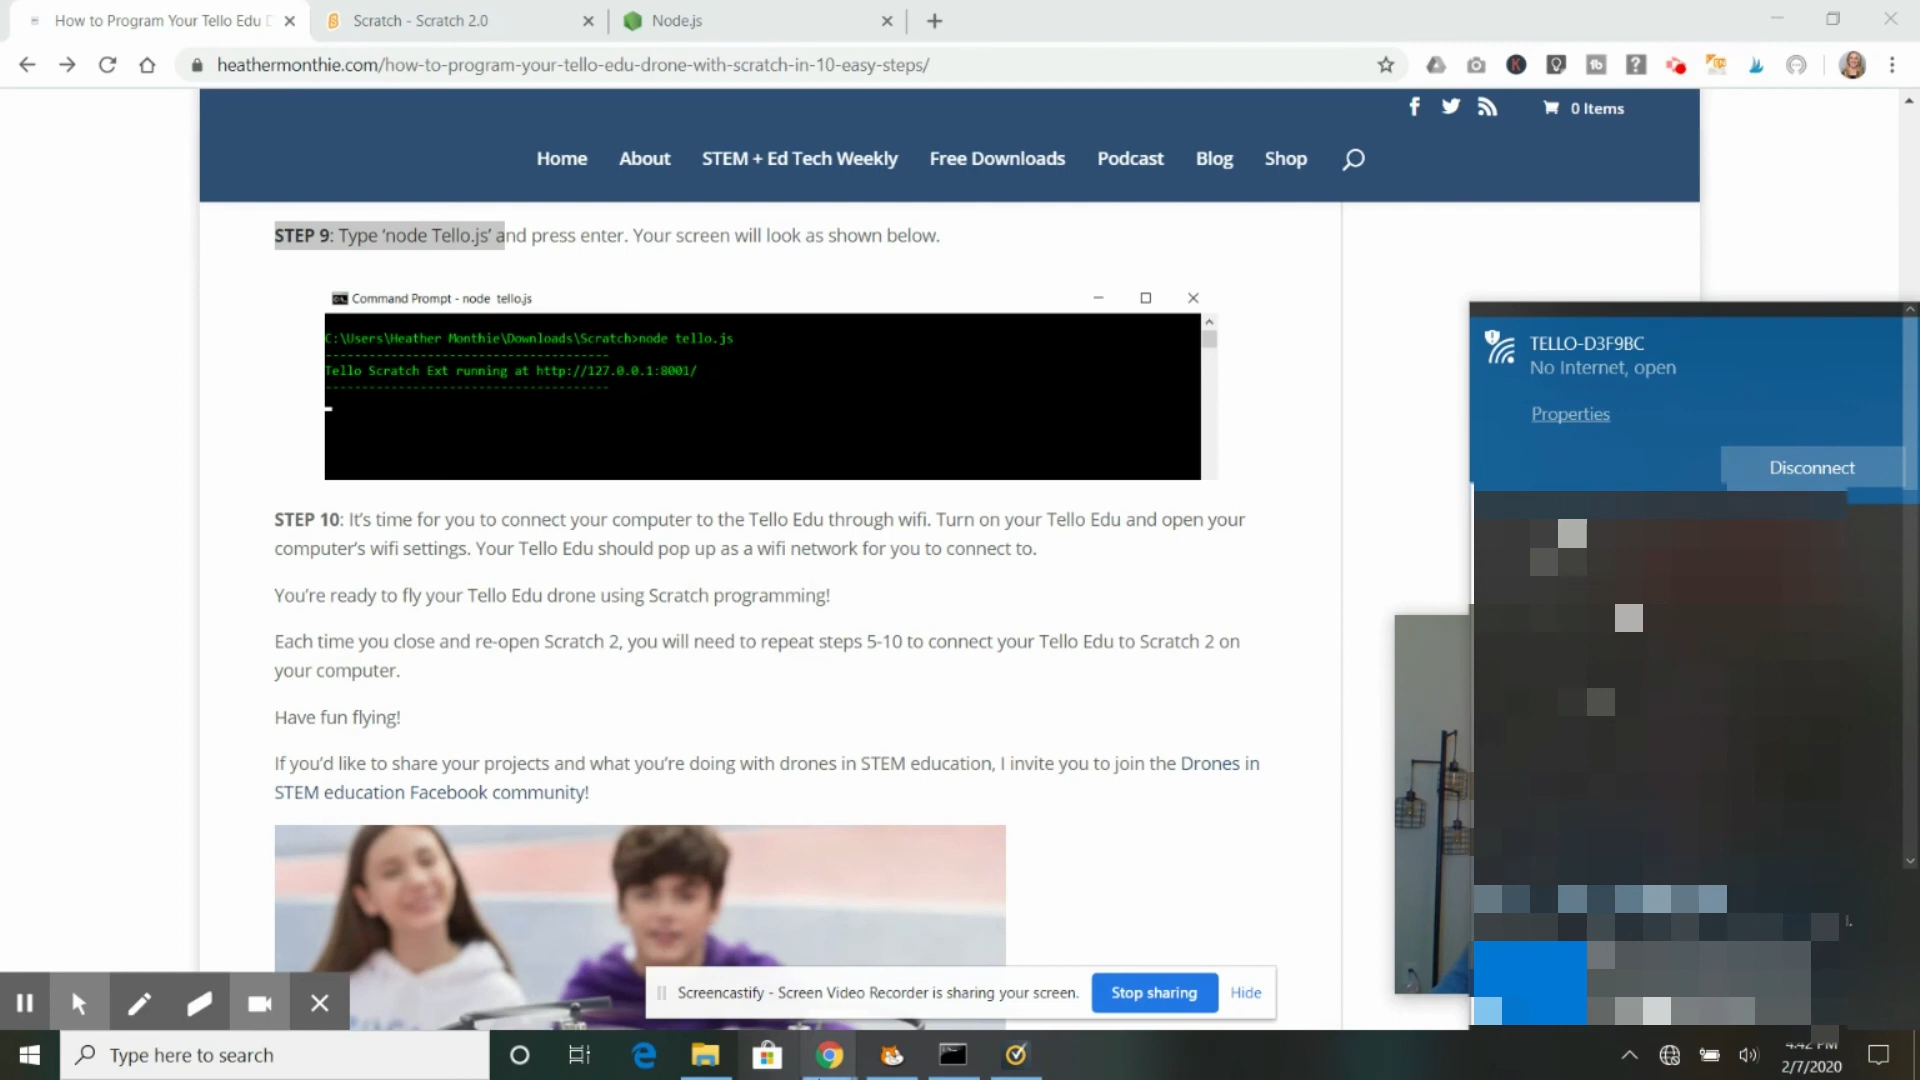 How to Program Your Tello Edu D
Scratch - Scratch 2.0
Node.js
heathermonthie.com/how-to-program-your-tello-edu-drone-with-scratch-in-10-easy-steps/
0 Items
Home About STEM + Ed Tech Weekly Free Downloads Podcast Blog Shop
STEP 9: Type ‘node Tello.js’ and press enter. Your screen will look as shown below.
Command Prompt - node tello.js
C:\Users\Heather Monthie\Downloads\Scratch>node tello.js
Tello Scratch Ext running at http://127.0.0.1:8001/
STEP 10: It’s time for you to connect your computer to the Tello Edu through wifi. Turn on your Tello Edu and open your
computer’s wifi settings. Your Tello Edu should pop up as a wifi network for you to connect to.
You’re ready to fly your Tello Edu drone using Scratch programming!
Each time you close and re-open Scratch 2, you will need to repeat steps 5-10 to connect your Tello Edu to Scratch 2 on
your computer.
Have fun flying!
If you’d like to share your projects and what you’re doing with drones in STEM education, I invite you to join the Drones in
STEM education Facebook community!
TELLO-D3F9BC
No Internet, open
Properties
Disconnect
Screencastify - Screen Video Recorder is sharing your screen.
Stop sharing
Hide
Type here to search
4:42 PM
2/7/2020